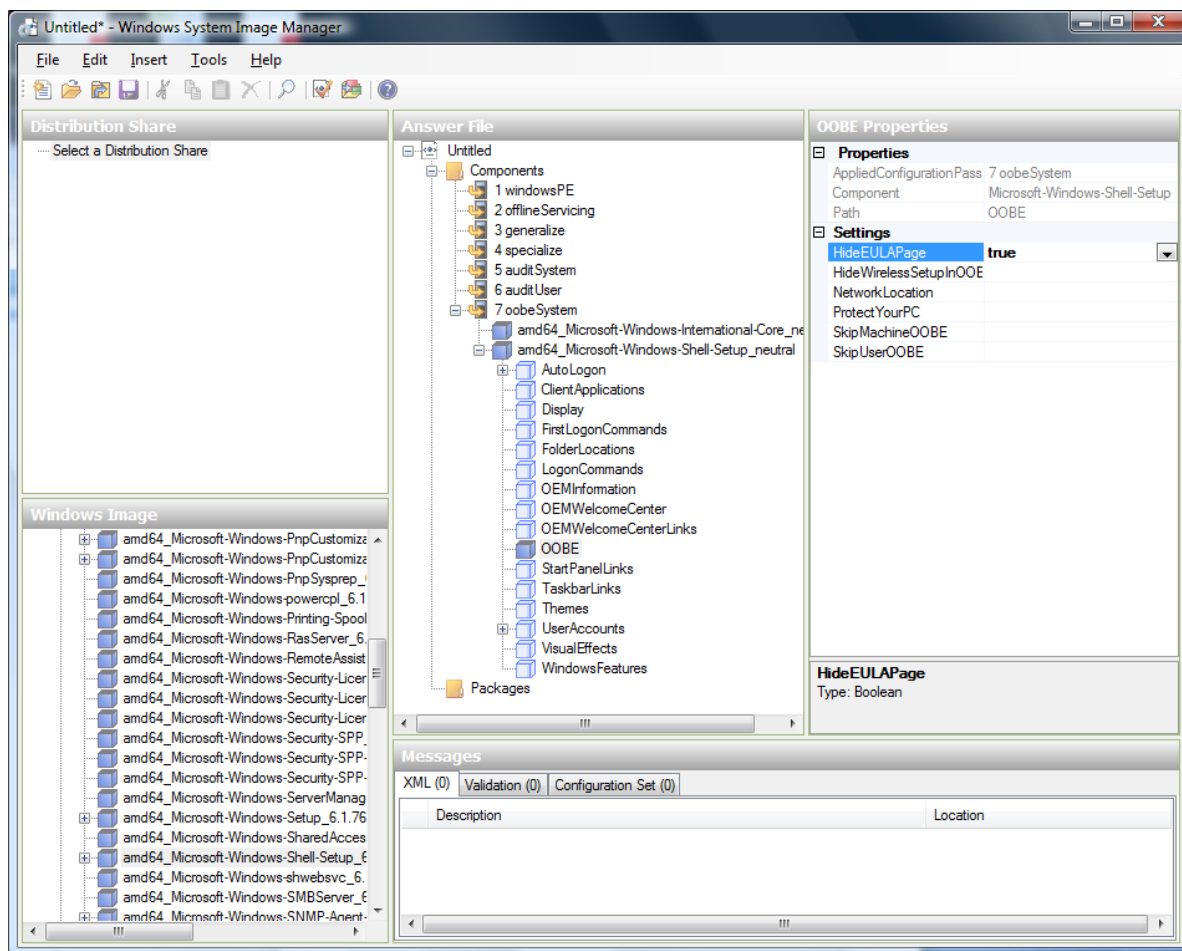 Untitled* - Windows System Image Manager
File Edit Insert Tools Help
Distribution Share
Select a Distribution Share
Windows Image
amd64_Microsoft-Windows-PnpCustomiza
amd64_Microsoft-Windows-PnpCustomiza
amd64_Microsoft-Windows-PnpSysprep_
amd64_Microsoft-Windows-powercpl_6.1
amd64_Microsoft-Windows-Printing-Spool
amd64_Microsoft-Windows-RasServer_6.
amd64_Microsoft-Windows-RemoteAssist
amd64_Microsoft-Windows-Security-Licer
amd64_Microsoft-Windows-Security-Licer
amd64_Microsoft-Windows-Security-Licer
amd64_Microsoft-Windows-Security-SPP_
amd64_Microsoft-Windows-Security-SPP-
amd64_Microsoft-Windows-Security-SPP-
amd64_Microsoft-Windows-ServerManag
amd64_Microsoft-Windows-Setup_6.1.76
amd64_Microsoft-Windows-SharedAcces
amd64_Microsoft-Windows-Shell-Setup_6
amd64_Microsoft-Windows-shwebsvc_6.
amd64_Microsoft-Windows-SMBServer_6
amd64_Microsoft-Windows-SNMP-Agent-
Answer File
Untitled
Components
1 windowsPE
2 offlineServicing
3 generalize
4 specialize
5 auditSystem
6 auditUser
7 oobeSystem
amd64_Microsoft-Windows-International-Core_ne
amd64_Microsoft-Windows-Shell-Setup_neutral
AutoLogon
ClientApplications
Display
FirstLogonCommands
FolderLocations
LogonCommands
OEMInformation
OEMWelcomeCenter
OEMWelcomeCenterLinks
OOBE
StartPanelLinks
TaskbarLinks
Themes
UserAccounts
VisualEffects
WindowsFeatures
Packages
OOBE Properties
Properties
AppliedConfigurationPass 7 oobeSystem
Component Microsoft-Windows-Shell-Setup
Path OOBE
Settings
HideEULAPage true
HideWirelessSetupInOOBE
NetworkLocation
ProtectYourPC
SkipMachineOOBE
SkipUserOOBE
HideEULAPage
Type: Boolean
Messages
XML (0) Validation (0) Configuration Set (0)
Description Location